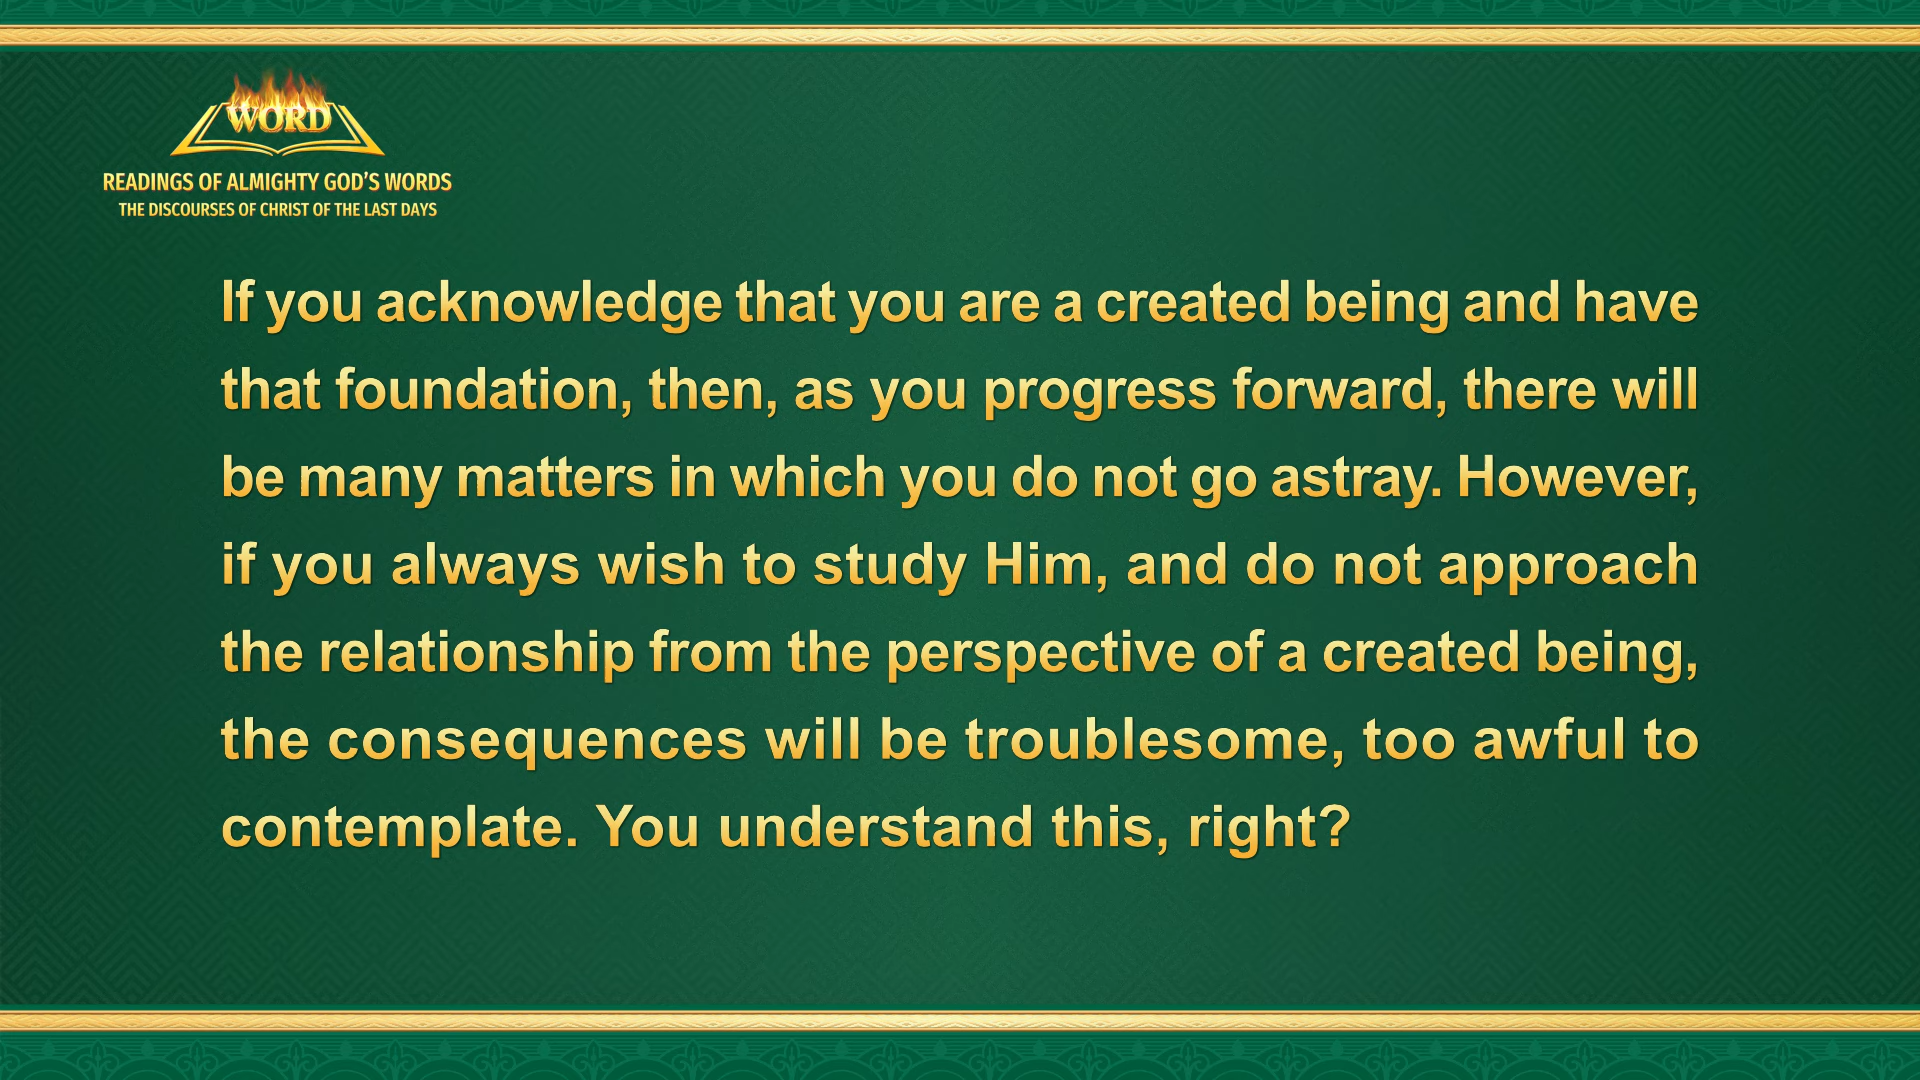 WORD
READINGS OF ALMIGHTY GOD'S WORDS
THE DISCOURSES OF CHRIST OF THE LAST DAYS
If you acknowledge that you are a created being and have
that foundation, then, as you progress forward, there will
be many matters in which you do not go astray. However,
if you always wish to study Him, and do not approach
the relationship from the perspective of a created being,
the consequences will be troublesome, too awful to
contemplate. You understand this, right?